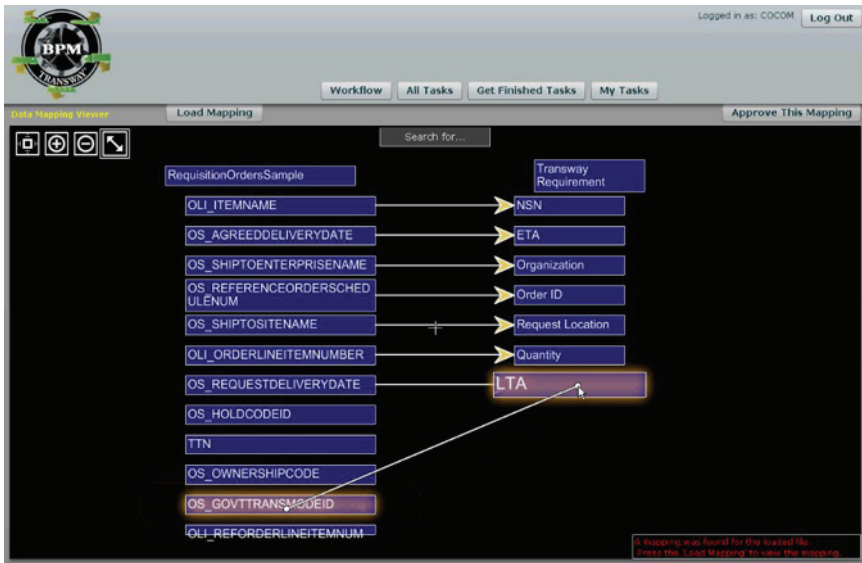 Logged in as: COCOM
Log Out
BPM
TRANSWAY
Workflow
All Tasks
Get Finished Tasks
My Tasks
Data Mapping Viewer
Load Mapping
Approve This Mapping
Search for...
RequisitionOrdersSample
Transway
Requirement
OLI_ITEMNAME
NSN
OS_AGREEDDELIVERYDATE
ETA
OS_SHIPTOENTERPRISENAME
Organization
OS_REFERENCEORDERSCHED
ULENUM
Order ID
OS_SHIPTOSITENAME
Request Location
OLI_ORDERLINEITEMNUMBER
Quantity
OS_REQUESTDELIVERYDATE
LTA
OS_HOLDCODEID
TTN
OS_OWNERSHIPCODE
OS_GOVTTRANSMODEID
OLI_REFORDERLINEITEMNUM
A mapping was found for the loaded file.
Press the 'Load Mapping' to view the mapping.